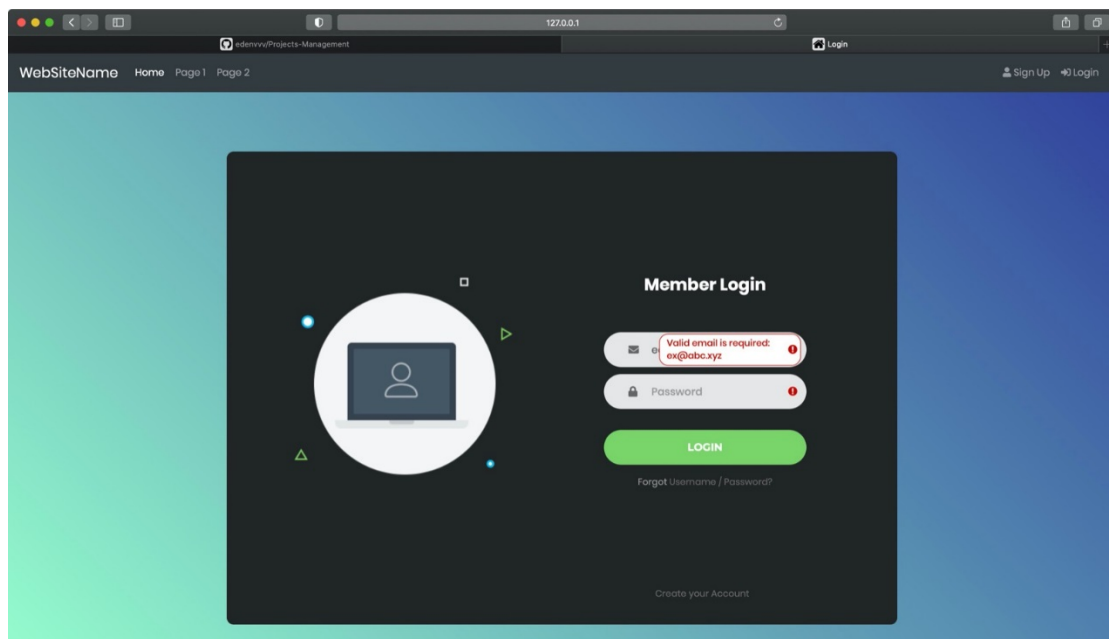 127.0.0.1
edenvvv/Projects-Management
Login
WebSiteName Home Page 1 Page 2 Sign Up Login
Member Login
Valid email is required:
ex@abc.xyz
Password
LOGIN
Forgot Username / Password?
Create your Account